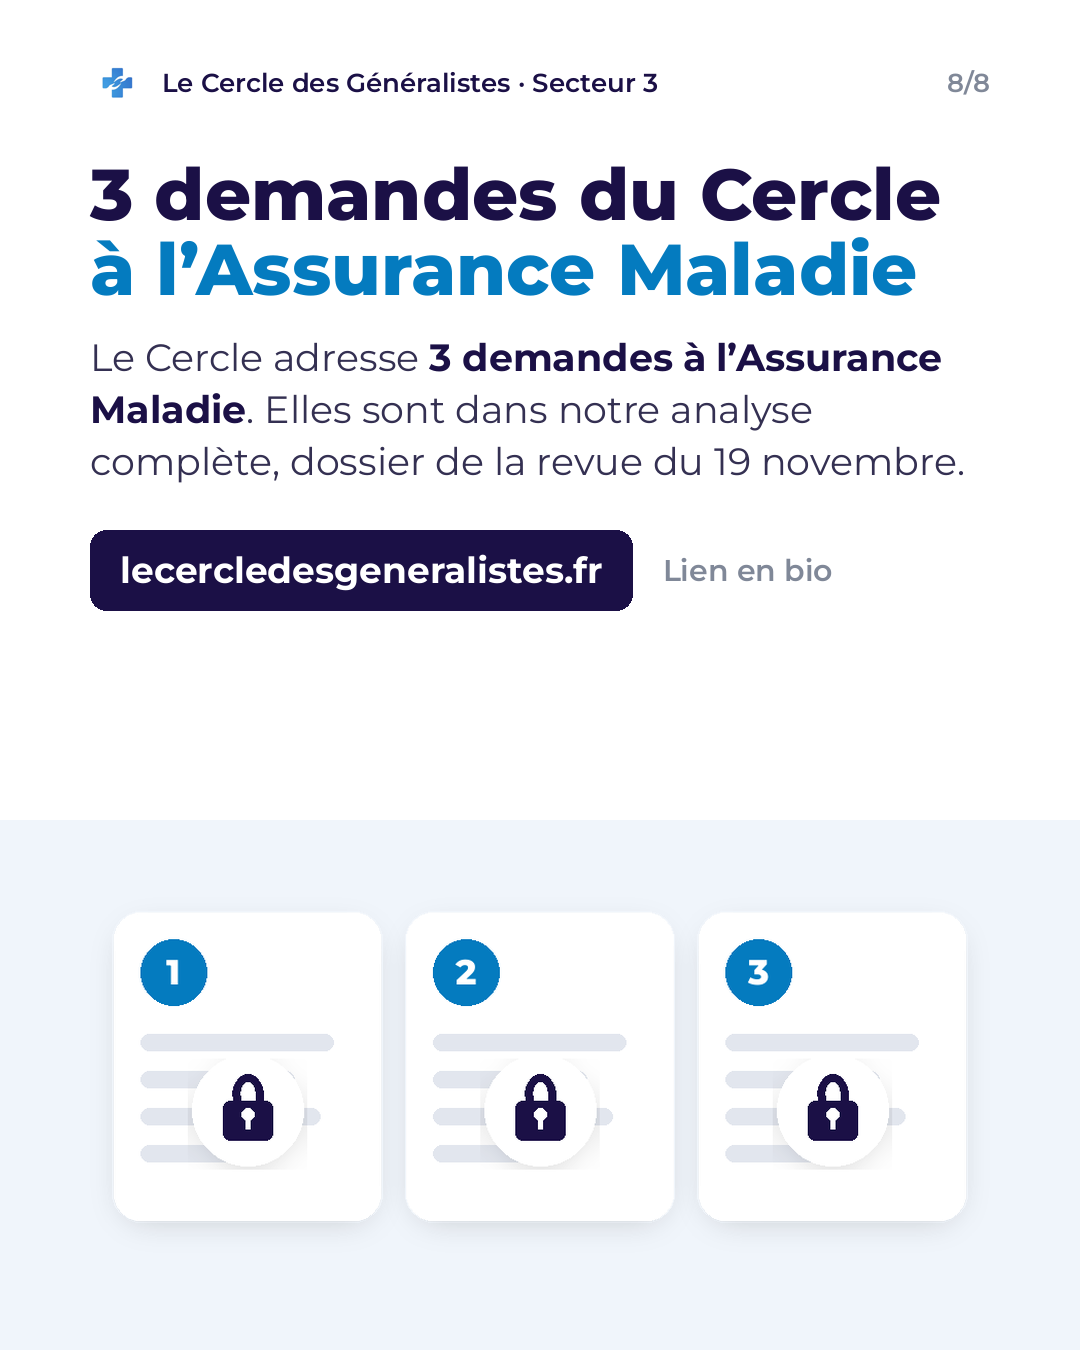 Le Cercle des Généralistes · Secteur 3
8/8
3 demandes du Cercle
à l’Assurance Maladie
Le Cercle adresse 3 demandes à l’Assurance
Maladie. Elles sont dans notre analyse
complète, dossier de la revue du 19 novembre.
lecercledesgeneralistes.fr
Lien en bio
1
2
3